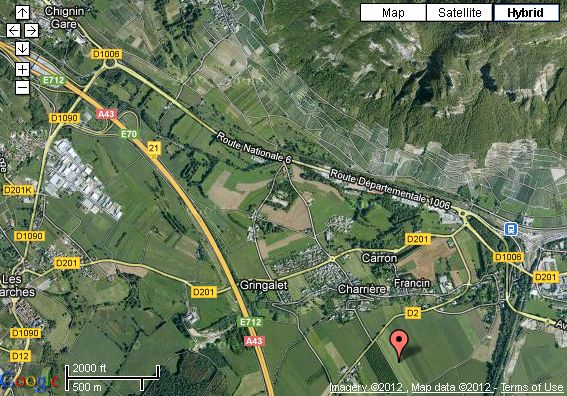 Chignin
Gare
Map
Satellite
Hybrid
D1006
E712
A43
D1090
E70
21
Route Nationale 6
Route Départementale 1006
D201K
D1090
D201
Carron
D1006
Les
arches
D201
Gringalet
Francin
D201
Charrière
D2
E712
A43
Av
D1090
D12
2000 ft
500 m
Google
Imagery ©2012 , Map data ©2012 - Terms of Use